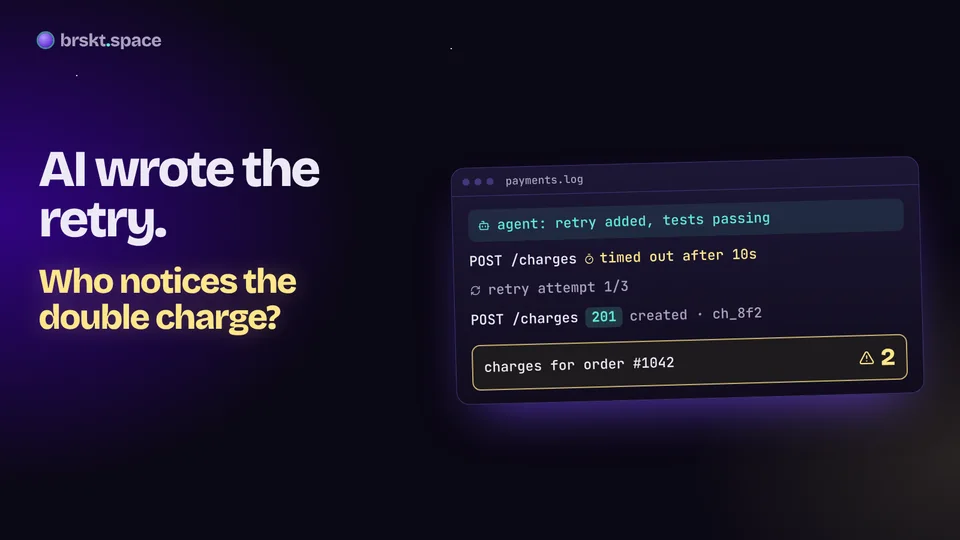 brskt.space
AI wrote the
retry.
Who notices the
double charge?
payments.log
agent: retry added, tests passing
POST /charges timed out after 10s
retry attempt 1/3
POST /charges 201 created · ch_8f2
charges for order #1042 2